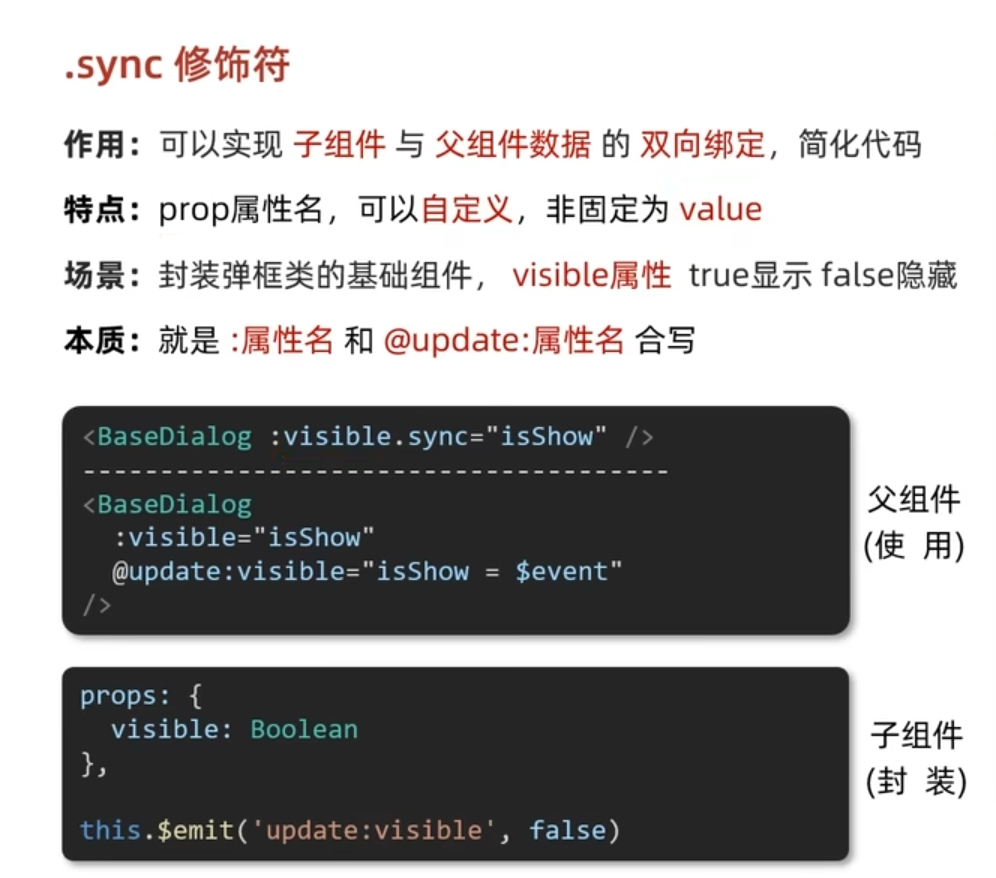 .sync 修饰符
作用：可以实现 子组件 与 父组件数据 的 双向绑定，简化代码
特点：prop属性名，可以自定义，非固定为 value
场景：封装弹框类的基础组件， visible属性 true显示 false隐藏
本质：就是 :属性名 和 @update:属性名 合写
<BaseDialog :visible.sync="isShow" />
--------------------------------------
<BaseDialog
  :visible="isShow"
  @update:visible="isShow = $event"
/>
父组件
(使 用)
props: {
  visible: Boolean
},
this.$emit('update:visible', false)
子组件
(封 装)